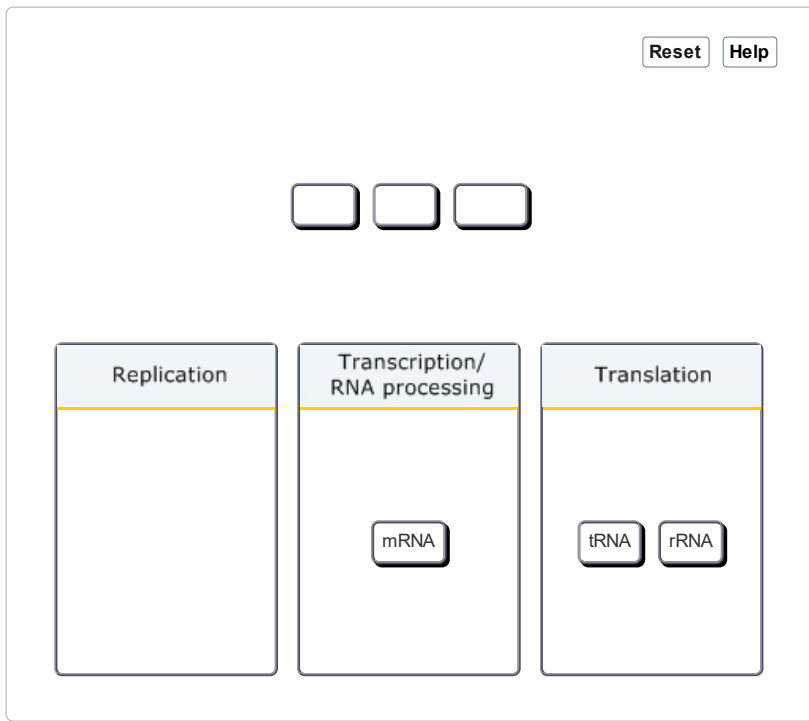 Reset Help
Replication
Transcription/
RNA processing
Translation
mRNA
tRNA rRNA